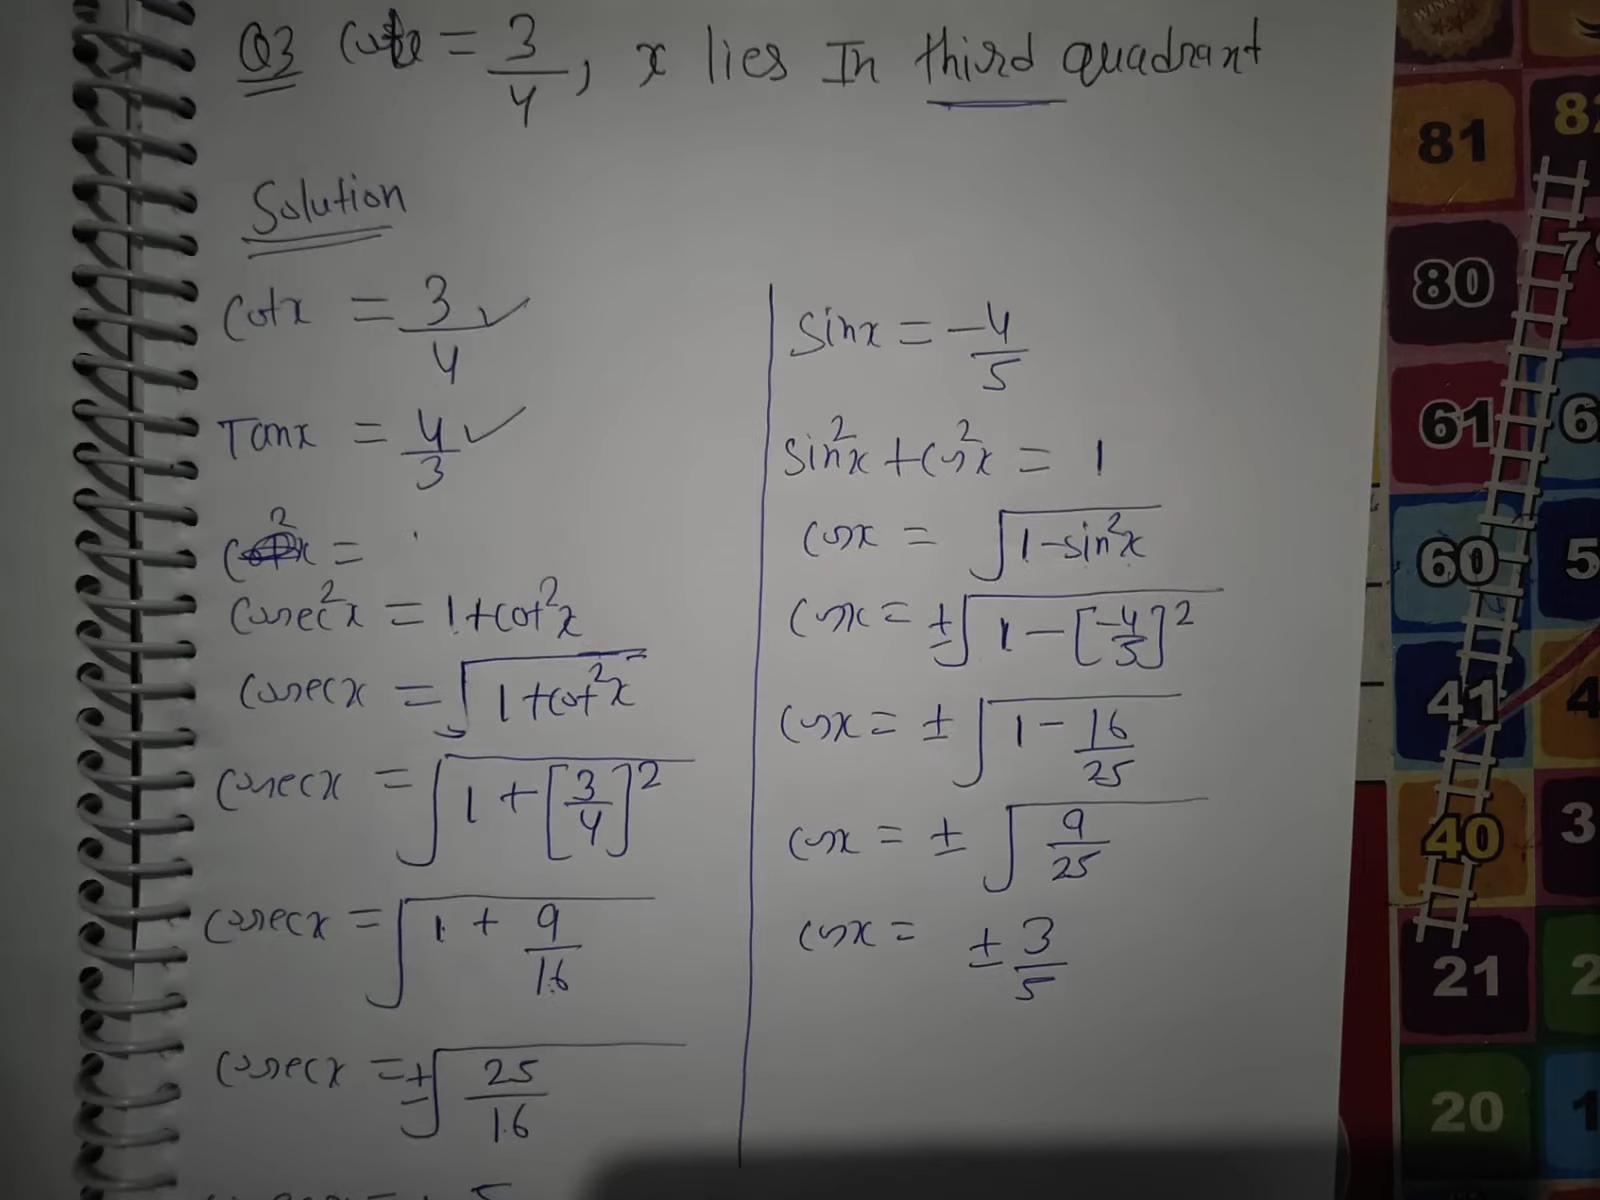 Q3 Cotx = 3/4, x lies In third quadrant
Solution
Cotx = 3/4
Tanx = 4/3
Cosec²x = 1+cot²x
Cosecx = √1+cot²x
Cosecx = √1+[3/4]²
Cosecx = √1+9/16
Cosecx = ±√25/16
Sinx = -4/5
Sin²x + Cos²x = 1
Cosx = √1-sin²x
Cosx = ±√1-[-4/5]²
Cosx = ±√1-16/25
Cosx = ±√9/25
Cosx = ±3/5
81
80
61
60
41
40
21
20